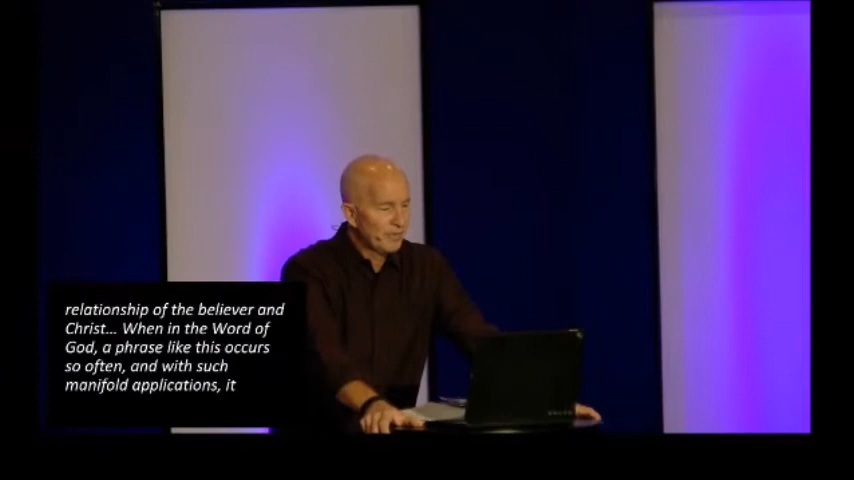 relationship of the believer and
Christ... When in the Word of
God, a phrase like this occurs
so often, and with such
manifold applications, it